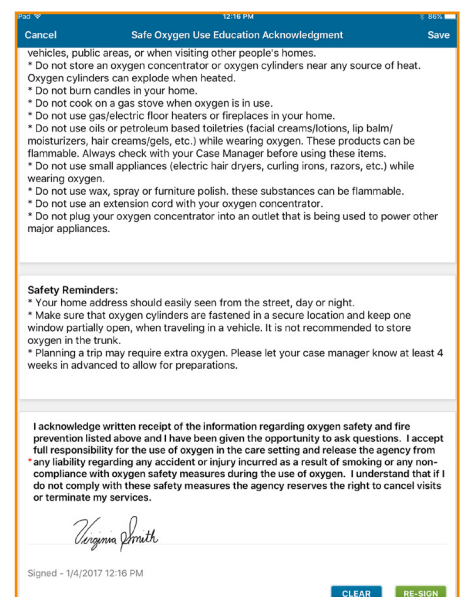 iPad 12:16 PM 86%
Cancel Safe Oxygen Use Education Acknowledgment Save
vehicles, public areas, or when visiting other people's homes.
* Do not store an oxygen concentrator or oxygen cylinders near any source of heat.
Oxygen cylinders can explode when heated.
* Do not burn candles in your home.
* Do not cook on a gas stove when oxygen is in use.
* Do not use gas/electric floor heaters or fireplaces in your home.
* Do not use oils or petroleum based toiletries (facial creams/lotions, lip balm/
moisturizers, hair creams/gels, etc.) while wearing oxygen. These products can be
flammable. Always check with your Case Manager before using these items.
* Do not use small appliances (electric hair dryers, curling irons, razors, etc.) while
wearing oxygen.
* Do not use wax, spray or furniture polish. these substances can be flammable.
* Do not use an extension cord with your oxygen concentrator.
* Do not plug your oxygen concentrator into an outlet that is being used to power other
major appliances.
Safety Reminders:
* Your home address should easily seen from the street, day or night.
* Make sure that oxygen cylinders are fastened in a secure location and keep one
window partially open, when traveling in a vehicle. It is not recommended to store
oxygen in the trunk.
* Planning a trip may require extra oxygen. Please let your case manager know at least 4
weeks in advanced to allow for preparations.
I acknowledge written receipt of the information regarding oxygen safety and fire
prevention listed above and I have been given the opportunity to ask questions. I accept
full responsibility for the use of oxygen in the care setting and release the agency from
* any liability regarding any accident or injury incurred as a result of smoking or any non-
compliance with oxygen safety measures during the use of oxygen. I understand that if I
do not comply with these safety measures the agency reserves the right to cancel visits
or terminate my services.
Virginia Smith
Signed - 1/4/2017 12:16 PM
CLEAR RE-SIGN